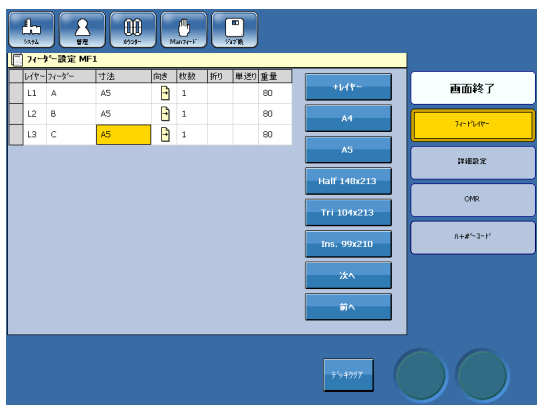 システム 管理 カウンター Manフィード ジョブ後
フィーダー設定 MF1
レイヤー フィーダー 寸法 向き 枚数 折り 単送り 重量
L1 A A5 1 80
L2 B A5 1 80
L3 C A5 1 80
+レイヤー
A4
A5
Half 148x213
Tri 104x213
Ins. 99x210
次へ
前へ
画面終了
フィードレイヤー
詳細設定
OMR
バーコード
デッキクリア